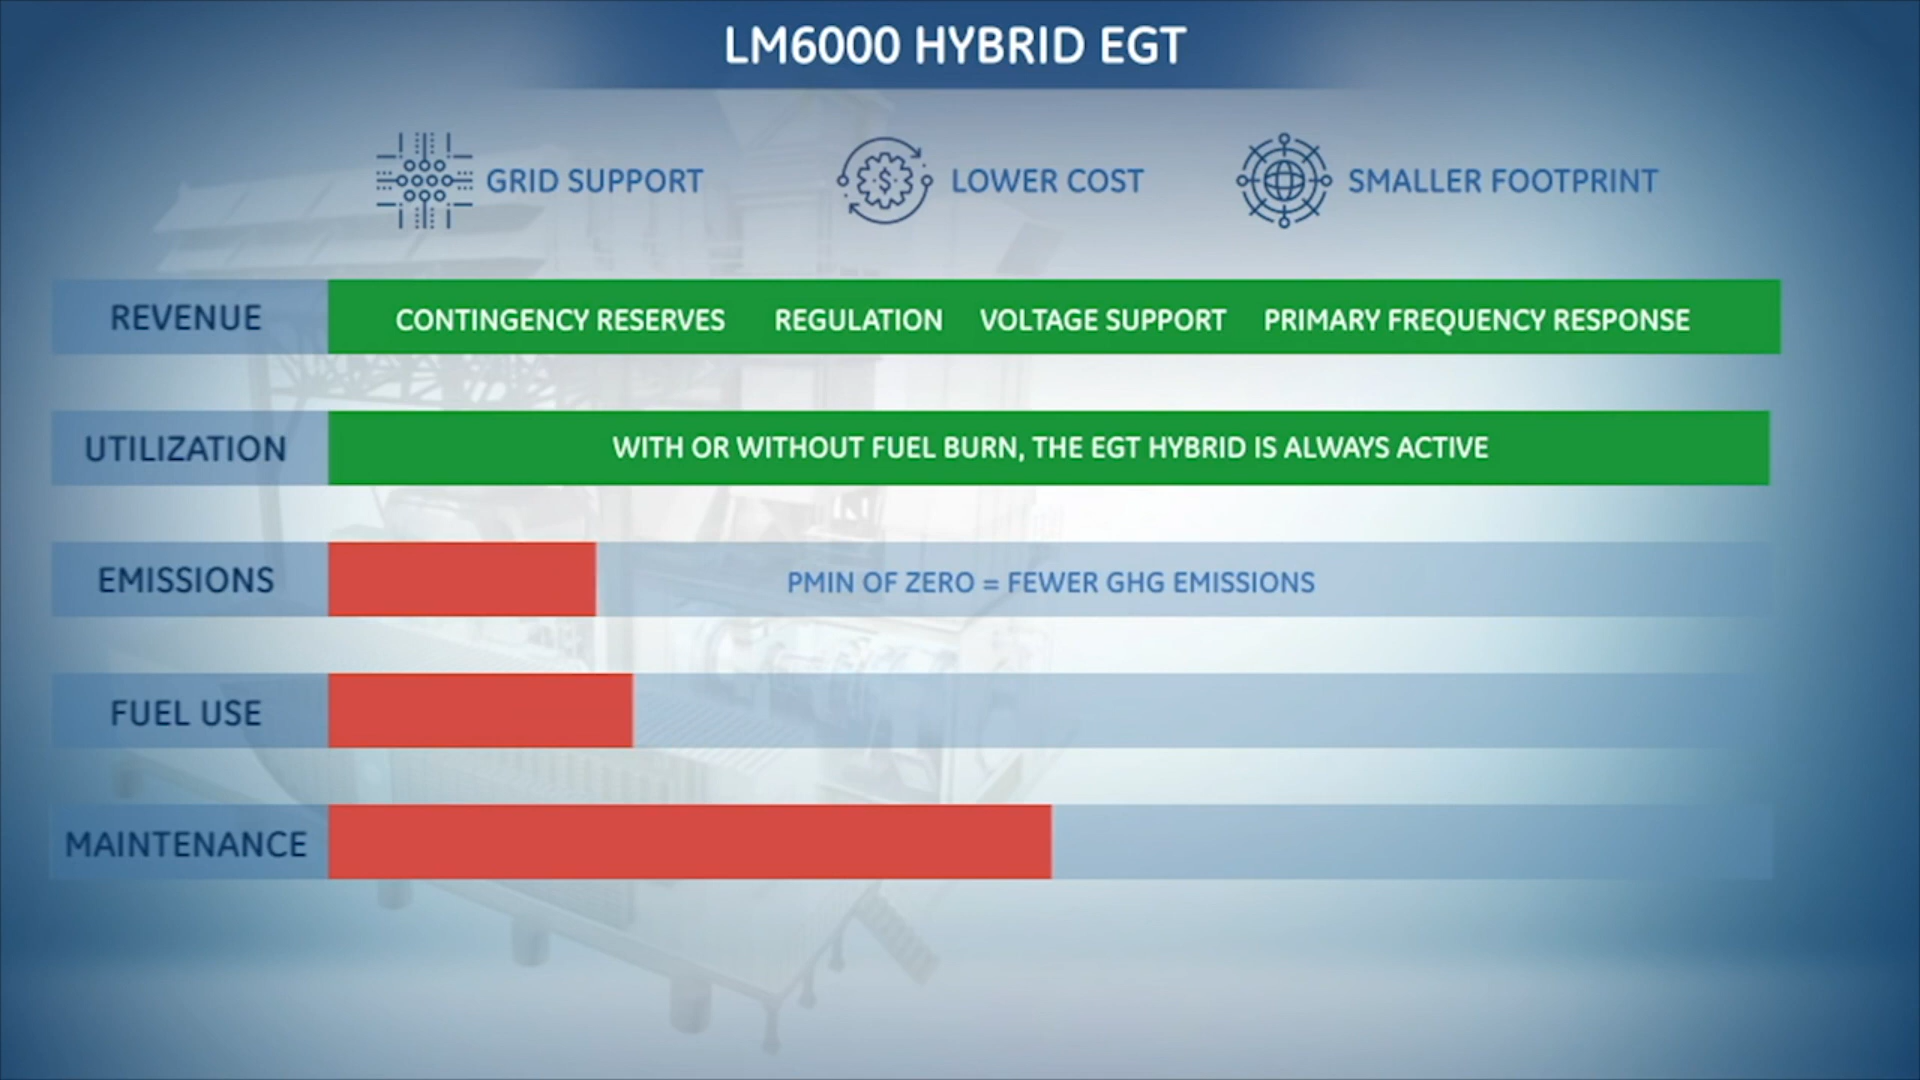 LM6000 HYBRID EGT
GRID SUPPORT
LOWER COST
SMALLER FOOTPRINT
REVENUE
CONTINGENCY RESERVES REGULATION VOLTAGE SUPPORT PRIMARY FREQUENCY RESPONSE
UTILIZATION
WITH OR WITHOUT FUEL BURN, THE EGT HYBRID IS ALWAYS ACTIVE
EMISSIONS
PMIN OF ZERO = FEWER GHG EMISSIONS
FUEL USE
MAINTENANCE